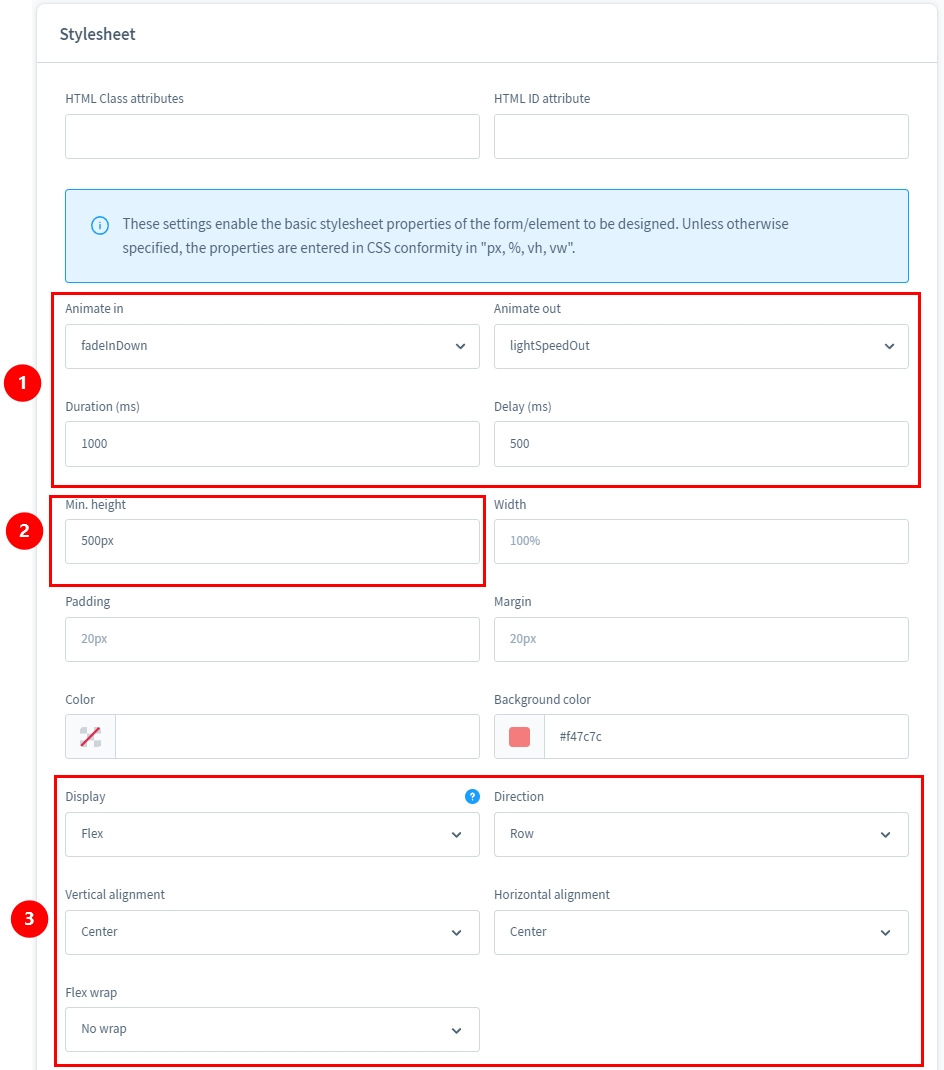 Stylesheet
HTML Class attributes
HTML ID attribute
These settings enable the basic stylesheet properties of the form/element to be designed. Unless otherwise
specified, the properties are entered in CSS conformity in "px, %, vh, vw".
Animate in
Animate out
fadeInDown
lightSpeedOut
1
Duration (ms)
Delay (ms)
1000
500
Min. height
Width
2
500px
100%
Padding
Margin
20px
20px
Color
Background color
#f47c7c
Display
?
Direction
Flex
Row
Vertical alignment
Horizontal alignment
3
Center
Center
Flex wrap
No wrap